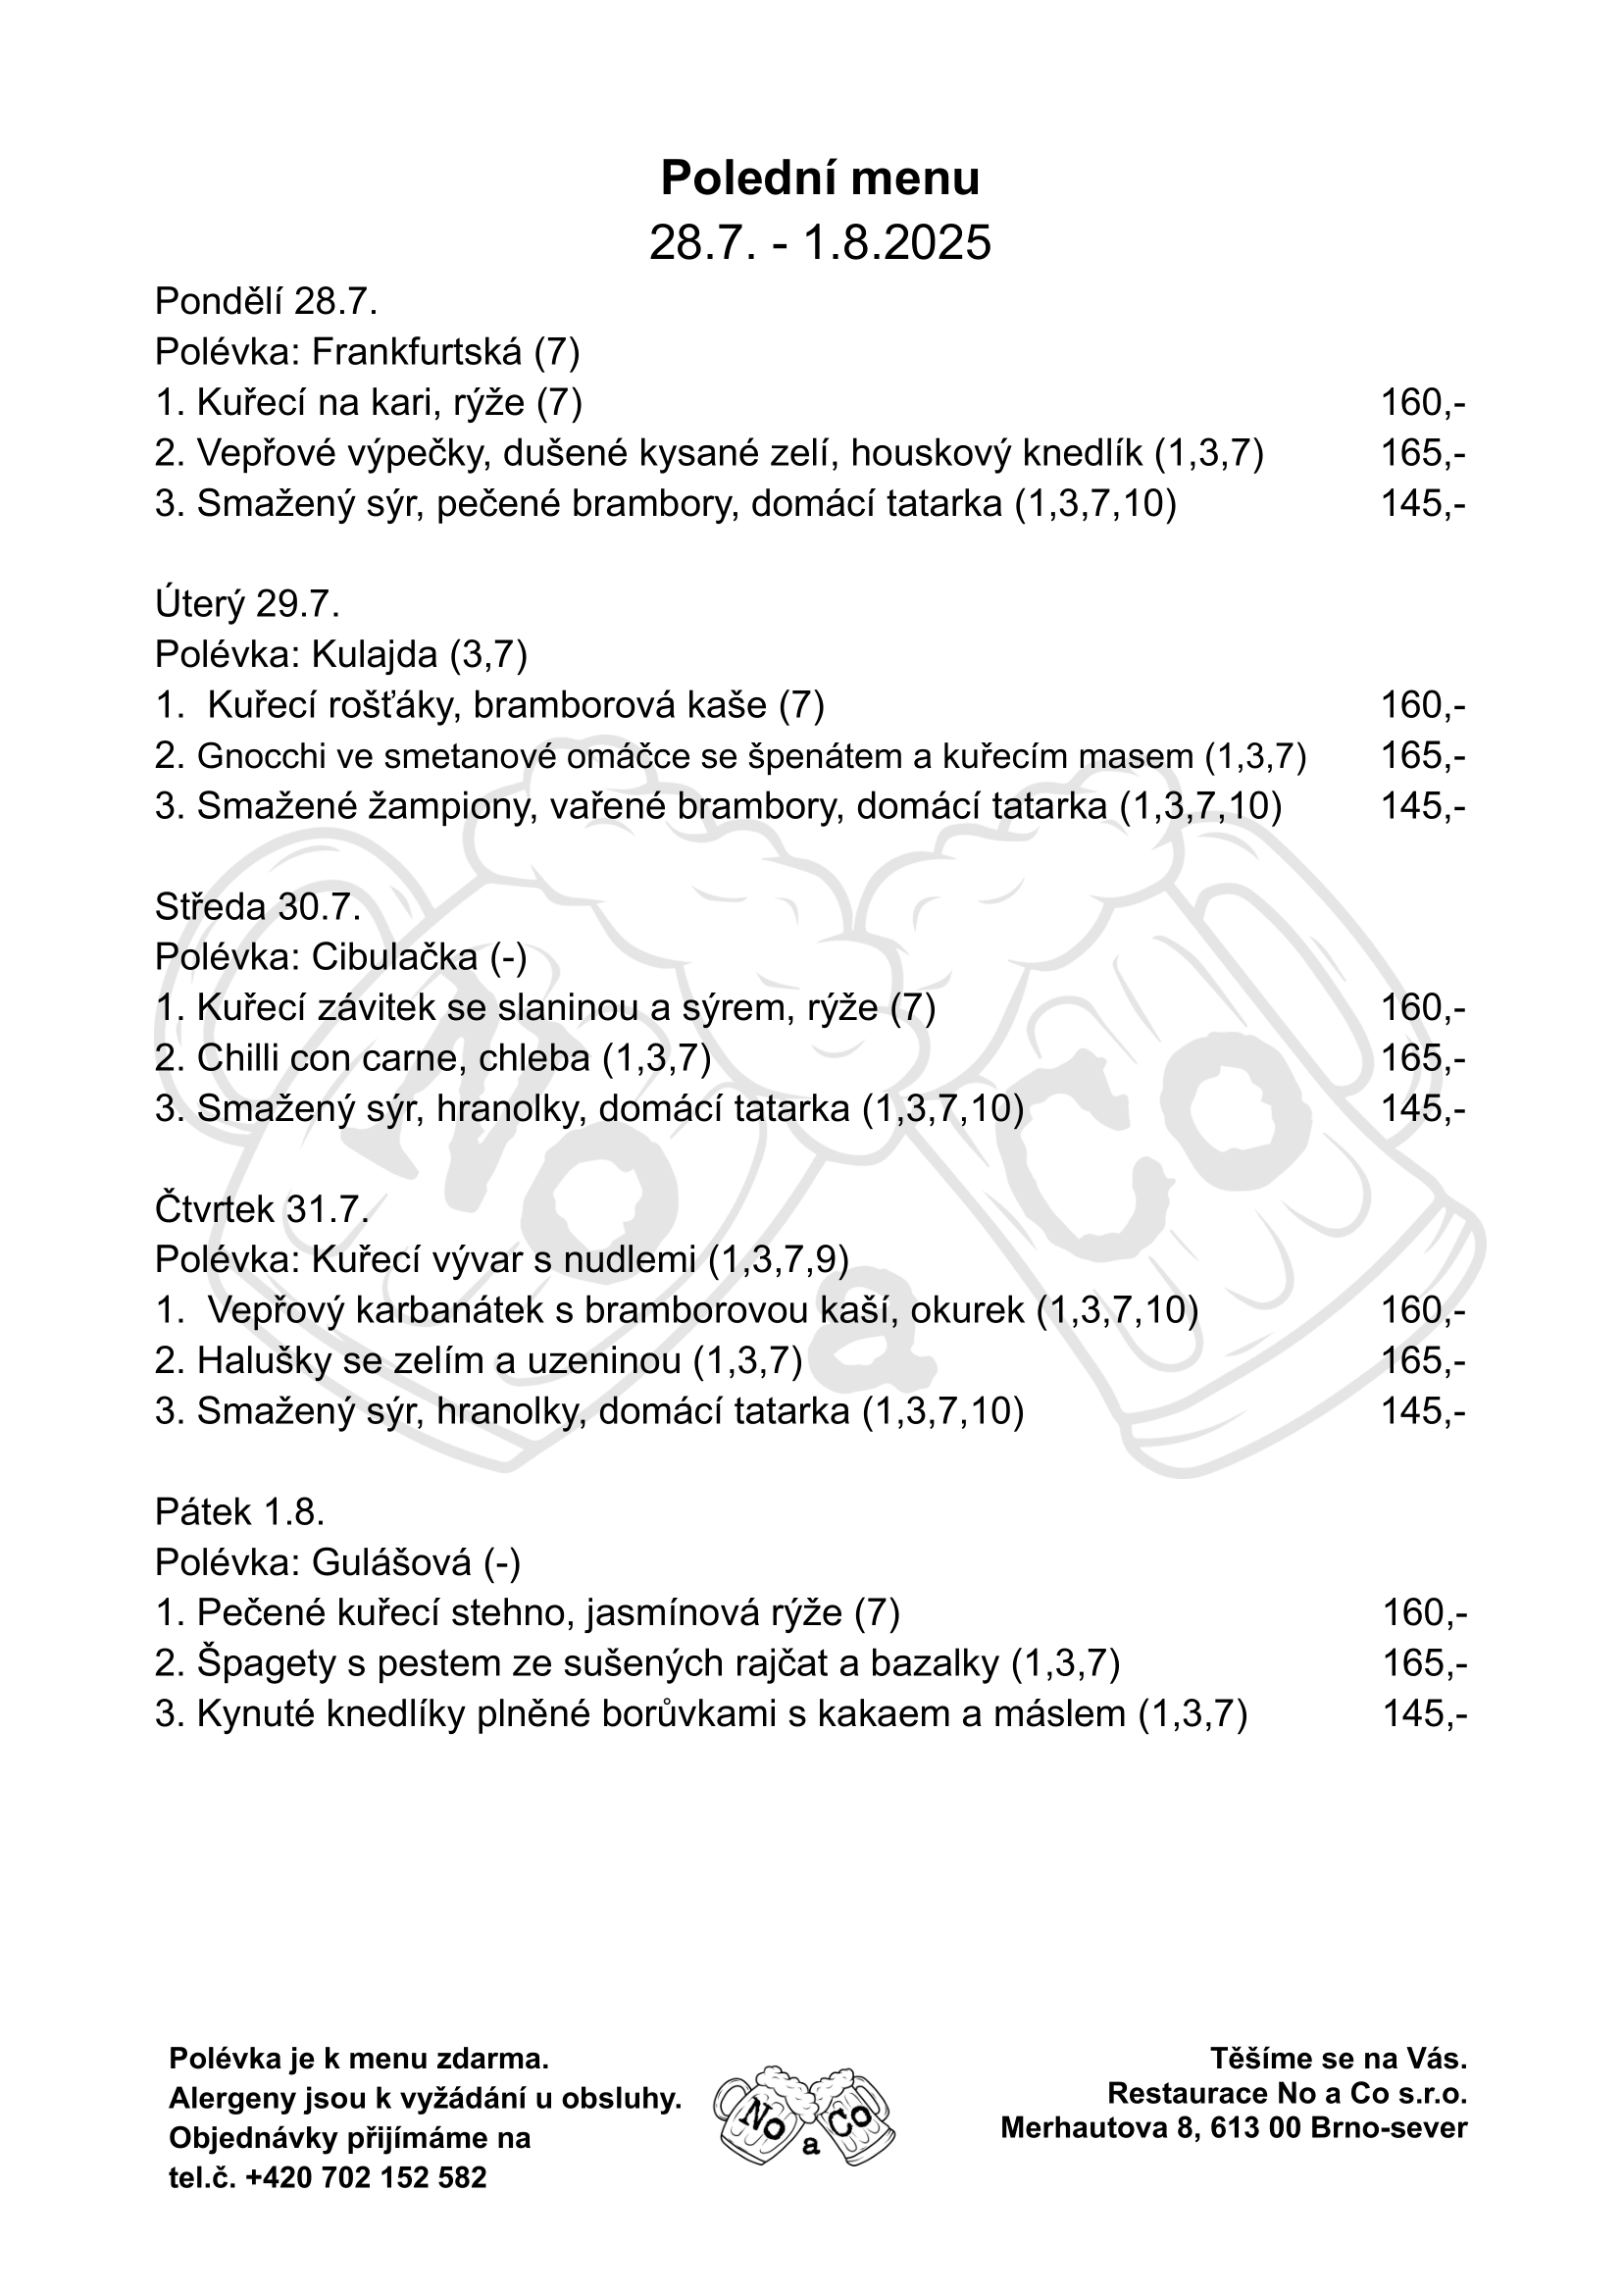 Polední menu
28.7. - 1.8.2025
Pondělí 28.7.
Polévka: Frankfurtská (7)
1. Kuřecí na kari, rýže (7) 160,-
2. Vepřové výpečky, dušené kysané zelí, houskový knedlík (1,3,7) 165,-
3. Smažený sýr, pečené brambory, domácí tatarka (1,3,7,10) 145,-
Úterý 29.7.
Polévka: Kulajda (3,7)
1. Kuřecí rošťáky, bramborová kaše (7) 160,-
2. Gnocchi ve smetanové omáčce se špenátem a kuřecím masem (1,3,7) 165,-
3. Smažené žampiony, vařené brambory, domácí tatarka (1,3,7,10) 145,-
Středa 30.7.
Polévka: Cibulačka (-)
1. Kuřecí závitek se slaninou a sýrem, rýže (7) 160,-
2. Chilli con carne, chleba (1,3,7) 165,-
3. Smažený sýr, hranolky, domácí tatarka (1,3,7,10) 145,-
Čtvrtek 31.7.
Polévka: Kuřecí vývar s nudlemi (1,3,7,9)
1. Vepřový karbanátek s bramborovou kaší, okurek (1,3,7,10) 160,-
2. Halušky se zelím a uzeninou (1,3,7) 165,-
3. Smažený sýr, hranolky, domácí tatarka (1,3,7,10) 145,-
Pátek 1.8.
Polévka: Gulášová (-)
1. Pečené kuřecí stehno, jasmínová rýže (7) 160,-
2. Špagety s pestem ze sušených rajčat a bazalky (1,3,7) 165,-
3. Kynuté knedlíky plněné borůvkami s kakaem a máslem (1,3,7) 145,-
No a Co
Polévka je k menu zdarma.
Alergeny jsou k vyžádání u obsluhy.
Objednávky přijímáme na
tel.č. +420 702 152 582
No a Co
Těšíme se na Vás.
Restaurace No a Co s.r.o.
Merhautova 8, 613 00 Brno-sever